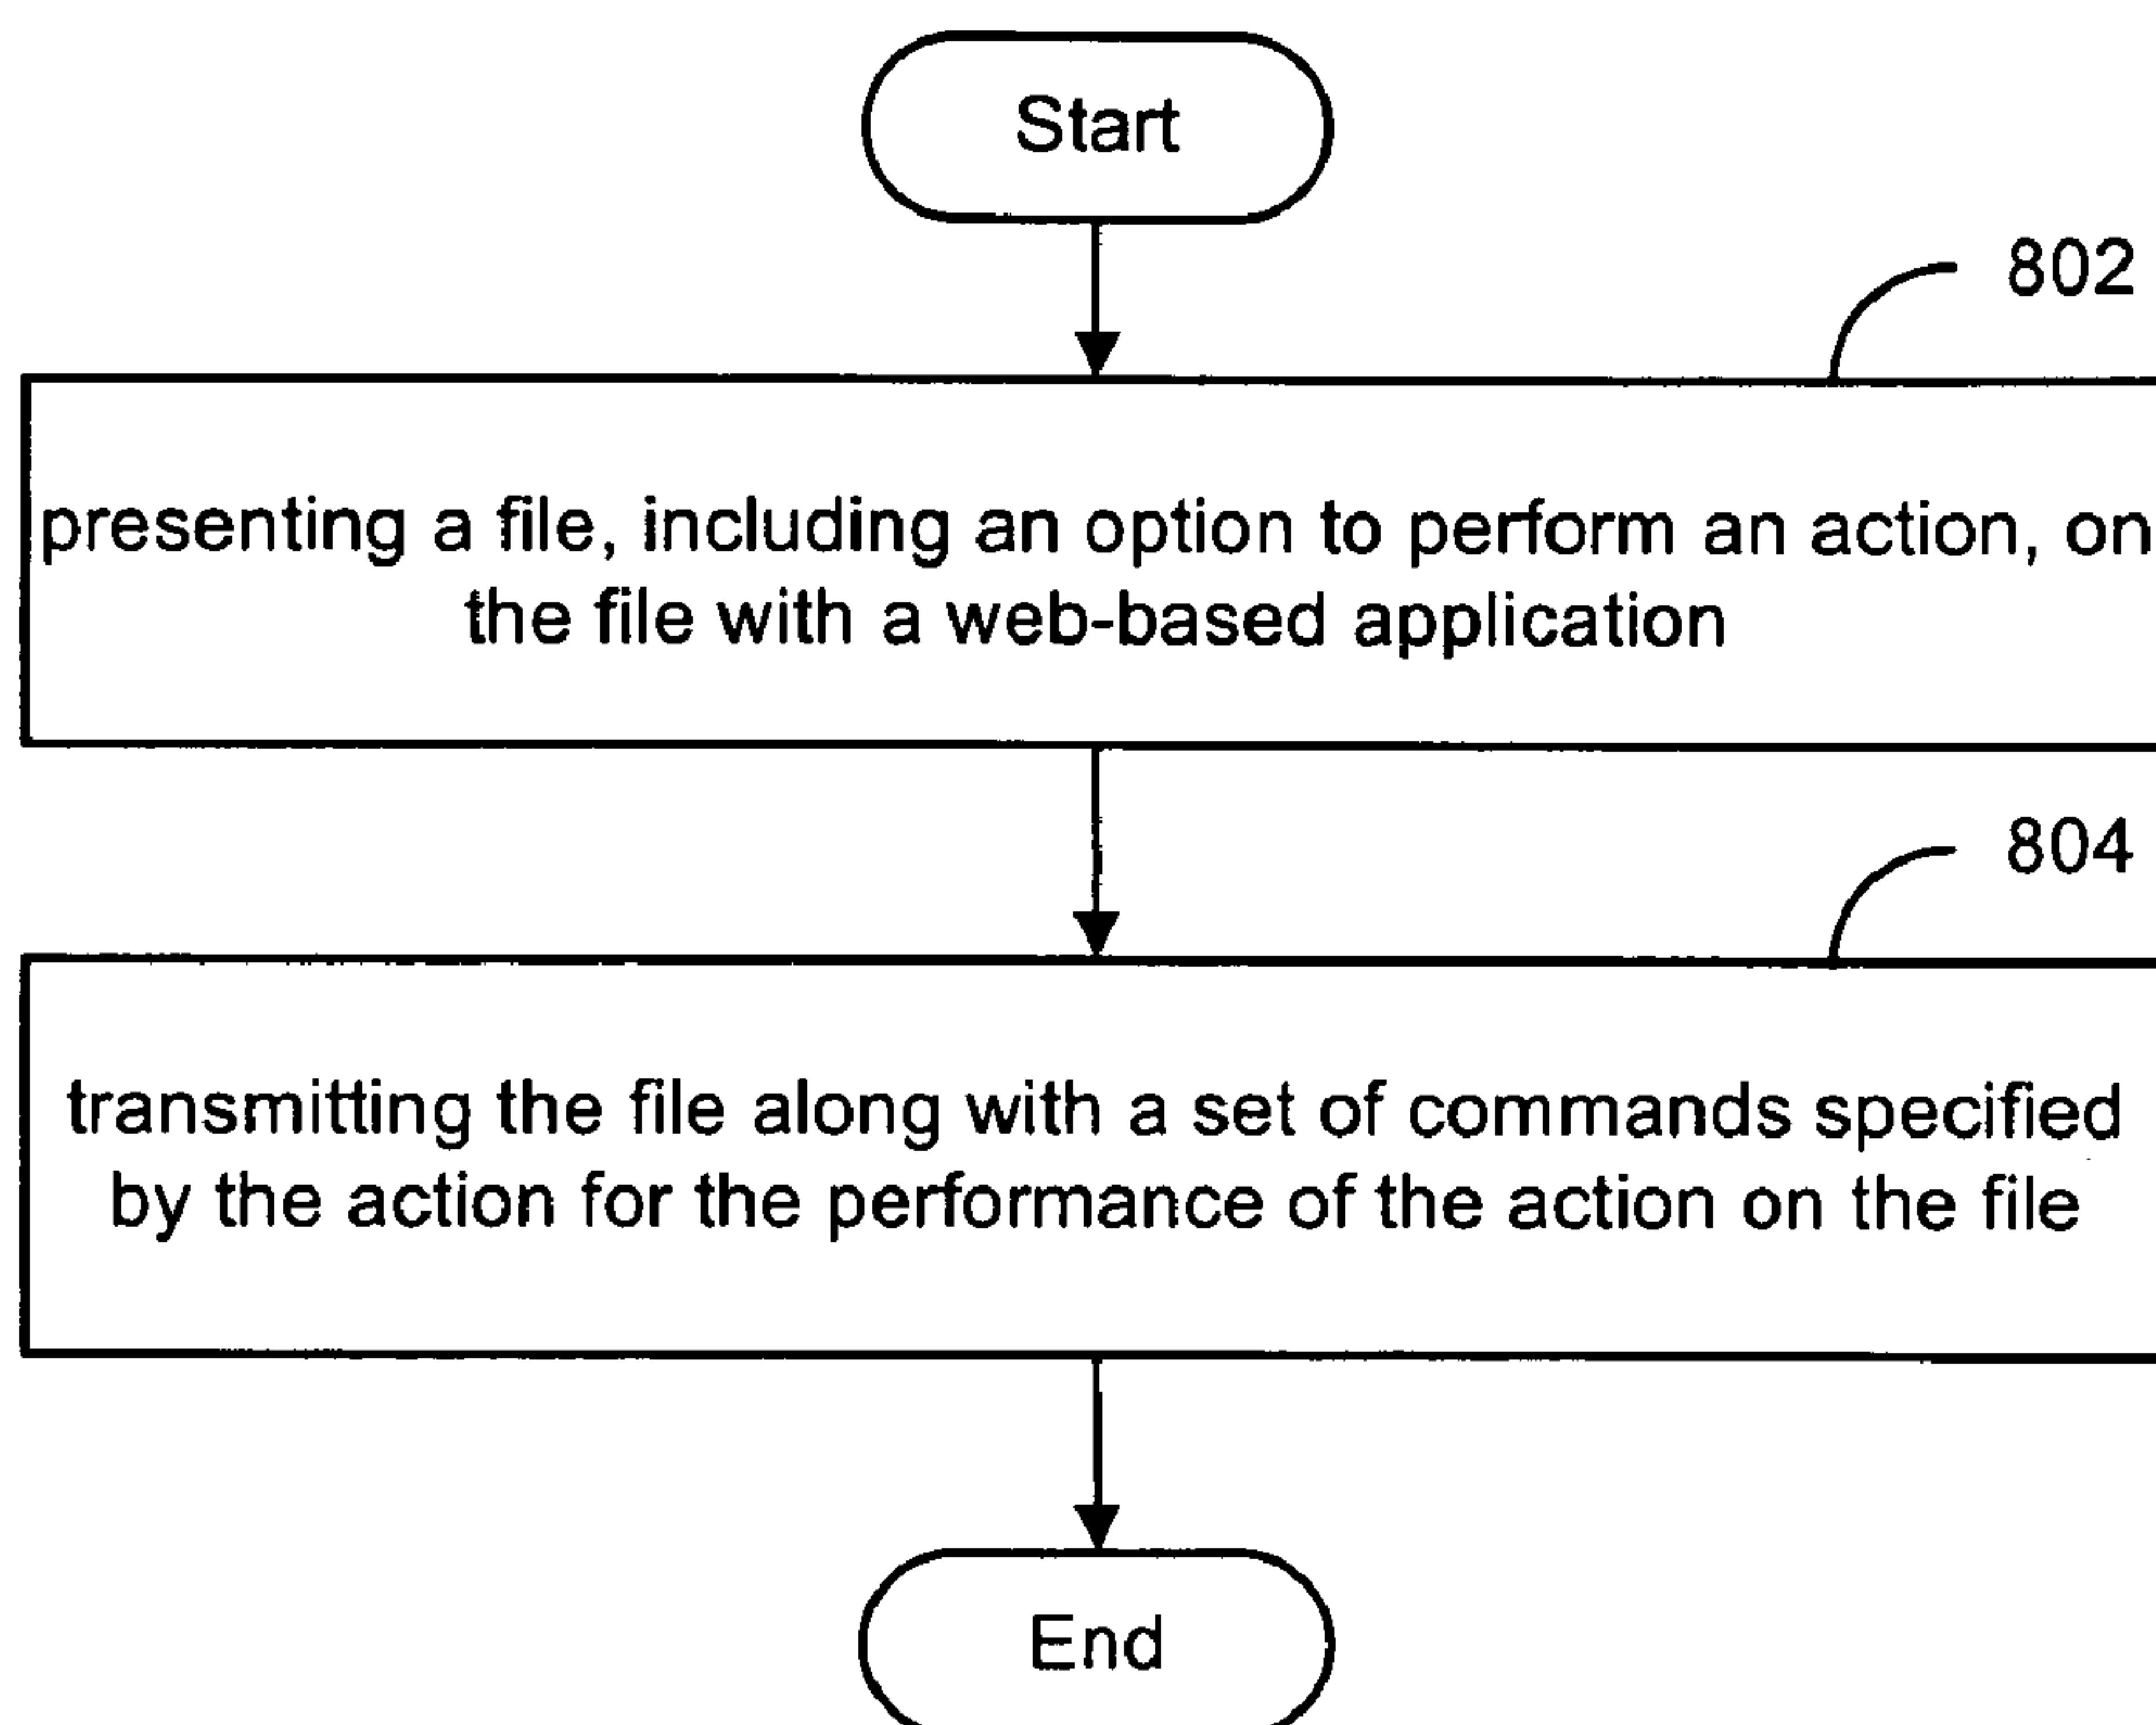 Start
802
presenting a file, including an option to perform an action, on
the file with a web-based application
804
transmitting the file along with a set of commands specified
by the action for the performance of the action on the file
End